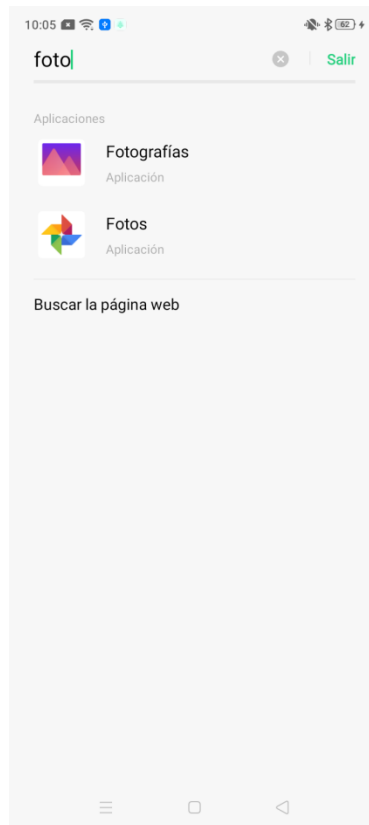 10:05
62
foto
Salir
Aplicaciones
Fotografías
Aplicación
Fotos
Aplicación
Buscar la página web